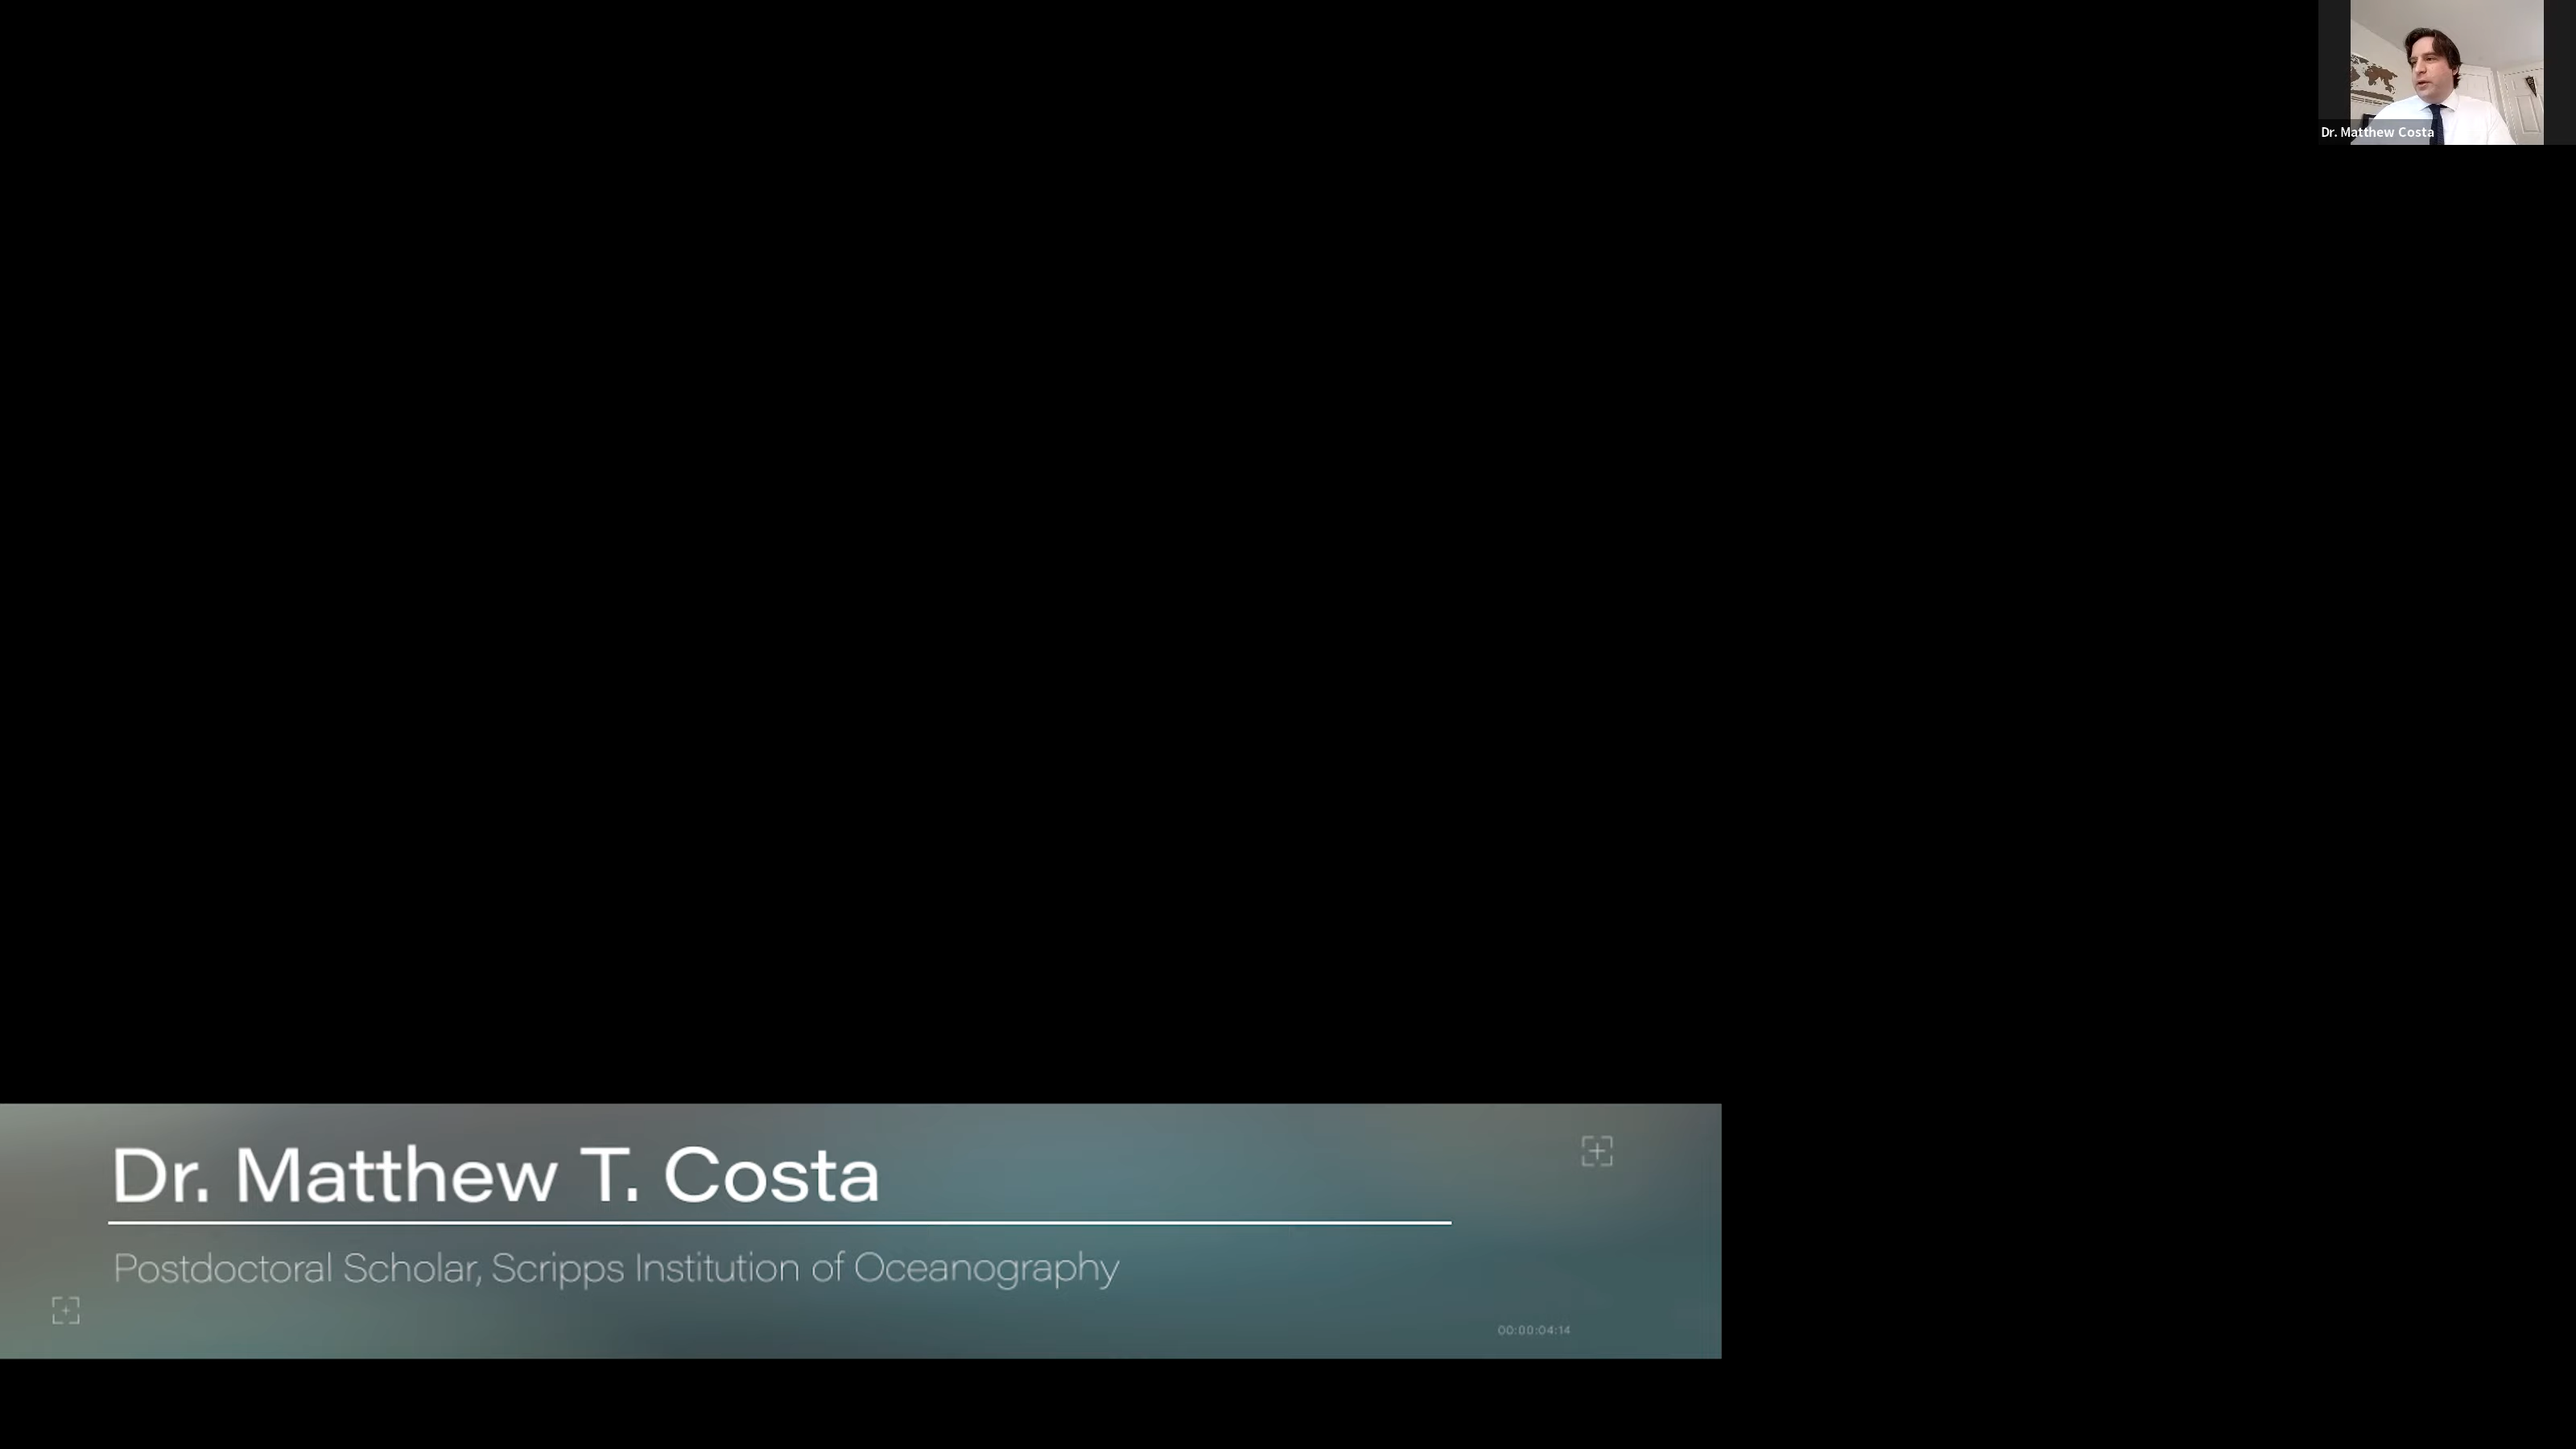 Dr. Matthew Costa
Dr. Matthew T. Costa
Postdoctoral Scholar, Scripps Institution of Oceanography
00:00:04:14